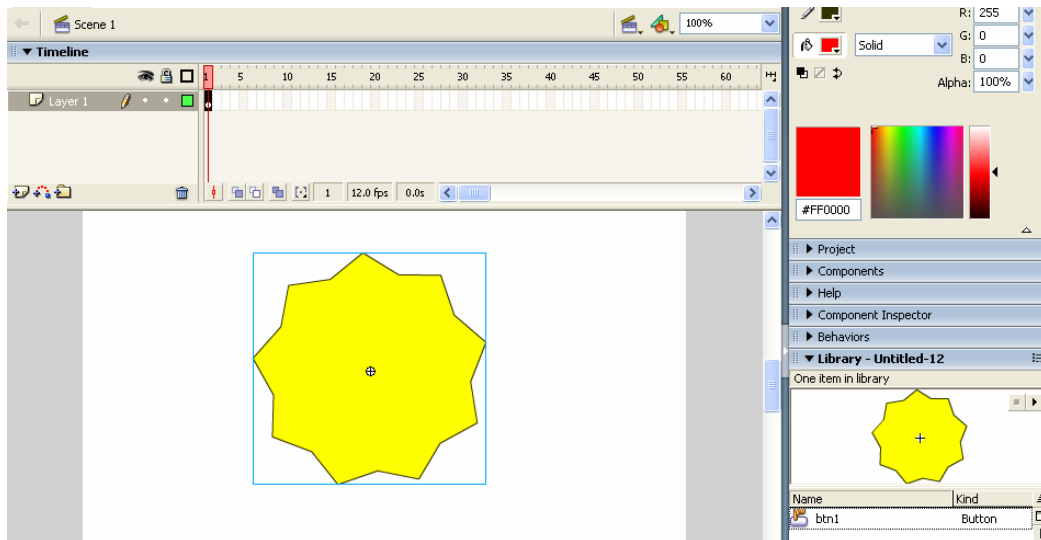 Scene 1
100%
Timeline
1 5 10 15 20 25 30 35 40 45 50 55 60
Layer 1
1 12.0 fps 0.0s
R: 255
G: 0
B: 0
Solid
Alpha: 100%
#FF0000
Project
Components
Help
Component Inspector
Behaviors
Library - Untitled-12
One item in library
Name Kind
btn1 Button